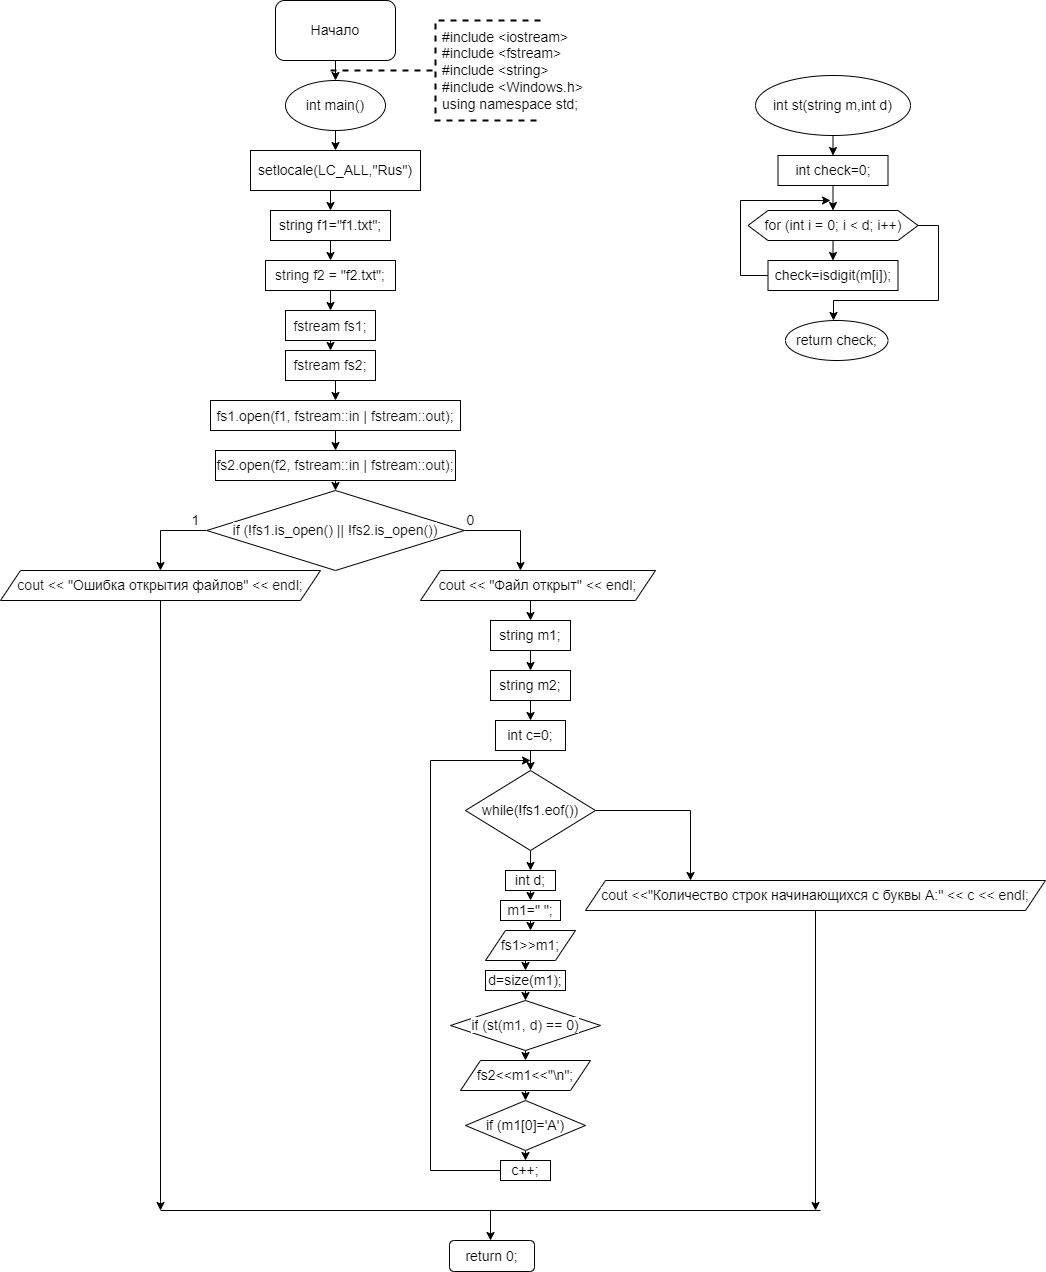 Начало
#include <iostream>
#include <fstream>
#include <string>
#include <Windows.h>
using namespace std;
int main()
setlocale(LC_ALL,"Rus")
string f1="f1.txt";
string f2 = "f2.txt";
fstream fs1;
fstream fs2;
fs1.open(f1, fstream::in | fstream::out);
fs2.open(f2, fstream::in | fstream::out);
if (!fs1.is_open() || !fs2.is_open())
1
0
cout << "Ошибка открытия файлов" << endl;
cout << "Файл открыт" << endl;
string m1;
string m2;
int c=0;
while(!fs1.eof())
int d;
m1=" ";
fs1>>m1;
d=size(m1);
if (st(m1, d) == 0)
fs2<<m1<<"\n";
if (m1[0]='A')
c++;
cout <<"Количество строк начинающихся с буквы А:" << c << endl;
return 0;
int st(string m,int d)
int check=0;
for (int i = 0; i < d; i++)
check=isdigit(m[i]);
return check;